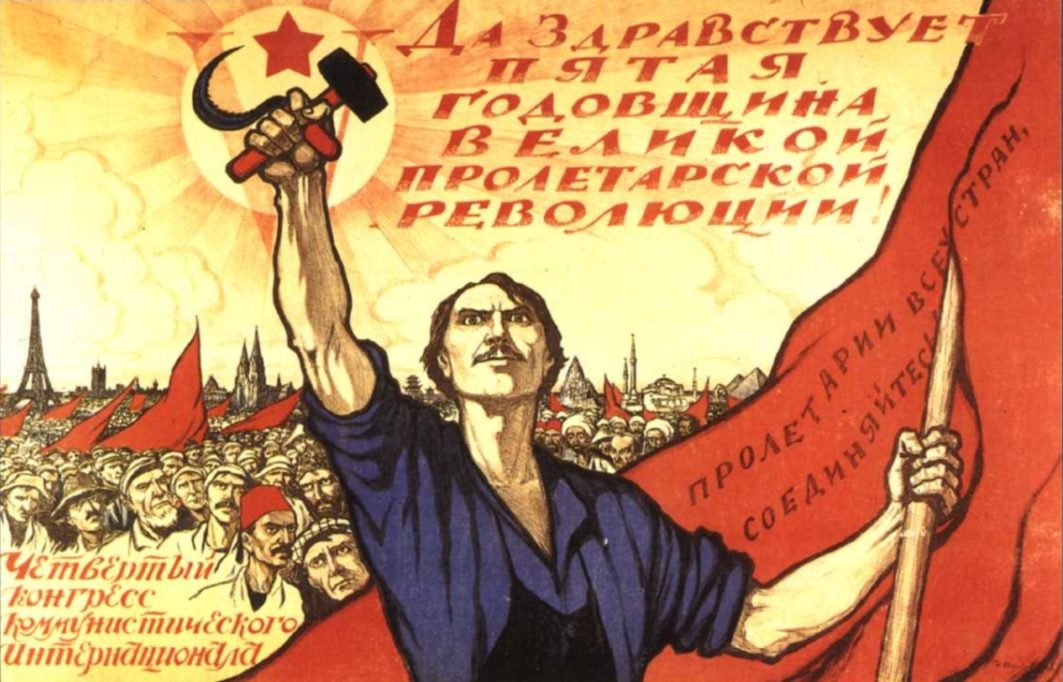 Да Здравствует
пятая
годовщина
Великой
пролетарской
революции!
Пролетарии всех стран,
соединяйтесь
Четвертый
конгресс
Коммунистического
Интернационала